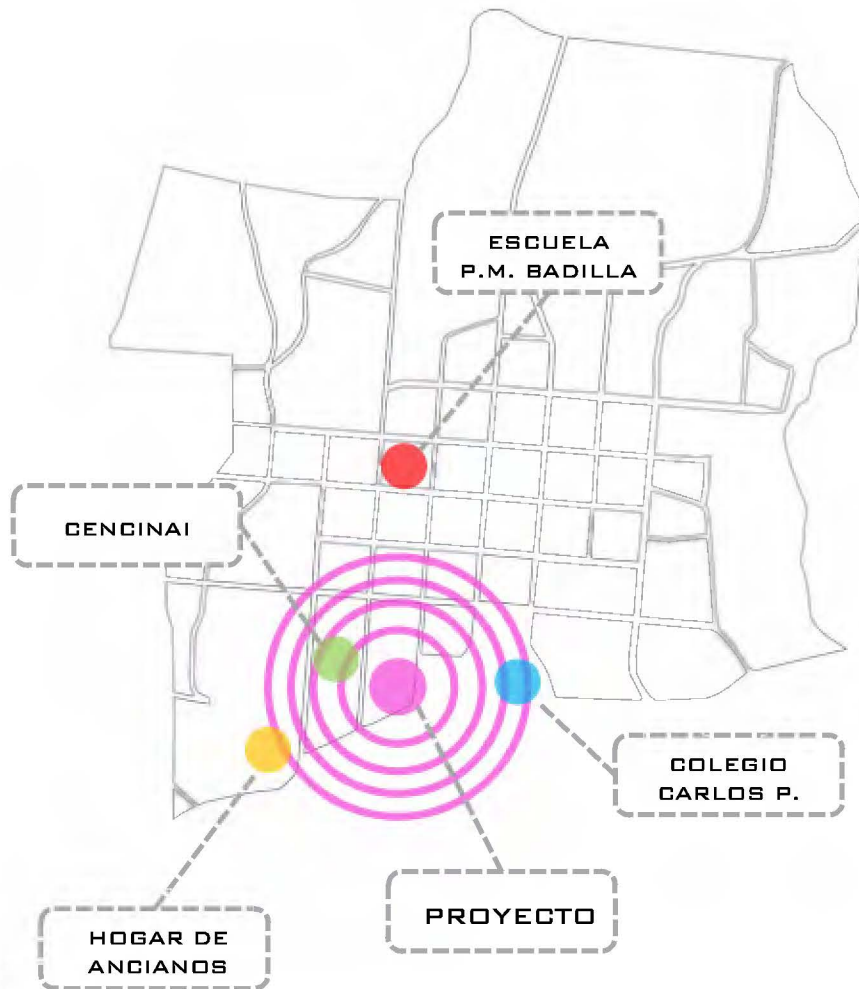 ESCUELA
P.M. BADILLA
CENCINAI
COLEGIO
CARLOS P.
PROYECTO
HOGAR DE
ANCIANOS